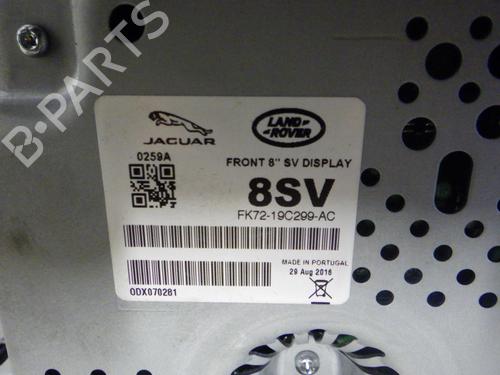 B-PARTS
JAGUAR
LAND ROVER
0259A
FRONT 8" SV DISPLAY
8SV
FK72-19C299-AC
MADE IN PORTUGAL
29 Aug 2016
ODX070281